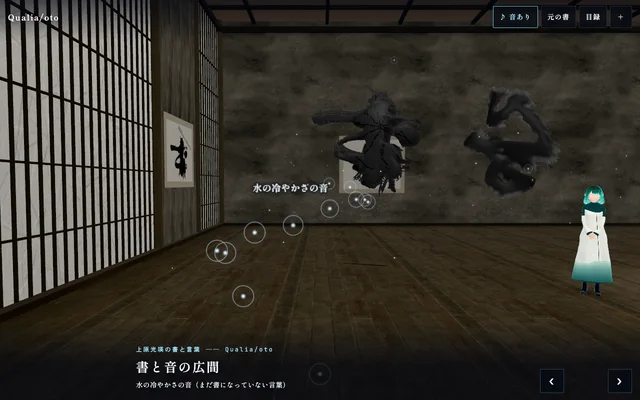 Qualia/oto
♪ 音あり
元の書
目録
+
水の冷やかさの音
上原光瑛の書と言葉 —— Qualia/oto
書と音の広間
水の冷やかさの音（まだ書になっていない言葉）
‹
›